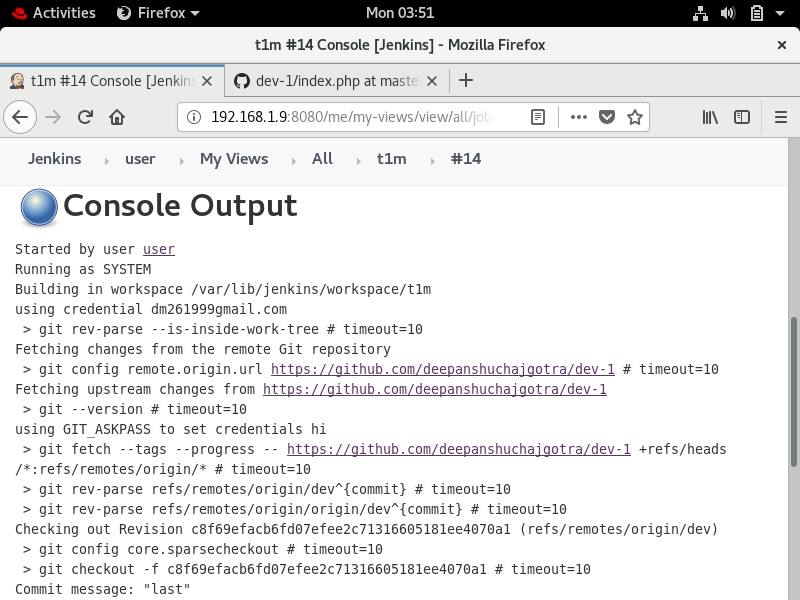 Activities Firefox Mon 03:51
t1m #14 Console [Jenkins] - Mozilla Firefox
t1m #14 Console [Jenkins dev-1/index.php at maste
192.168.1.9:8080/me/my-views/view/all/job
Jenkins user My Views All t1m #14
Console Output
Started by user user
Running as SYSTEM
Building in workspace /var/lib/jenkins/workspace/t1m
using credential dm261999gmail.com
> git rev-parse --is-inside-work-tree # timeout=10
Fetching changes from the remote Git repository
> git config remote.origin.url https://github.com/deepanshuchajgotra/dev-1 # timeout=10
Fetching upstream changes from https://github.com/deepanshuchajgotra/dev-1
> git --version # timeout=10
using GIT_ASKPASS to set credentials hi
> git fetch --tags --progress -- https://github.com/deepanshuchajgotra/dev-1 +refs/heads
/*:refs/remotes/origin/* # timeout=10
> git rev-parse refs/remotes/origin/dev^{commit} # timeout=10
> git rev-parse refs/remotes/origin/origin/dev^{commit} # timeout=10
Checking out Revision c8f69efacb6fd07efee2c71316605181ee4070a1 (refs/remotes/origin/dev)
> git config core.sparsecheckout # timeout=10
> git checkout -f c8f69efacb6fd07efee2c71316605181ee4070a1 # timeout=10
Commit message: "last"